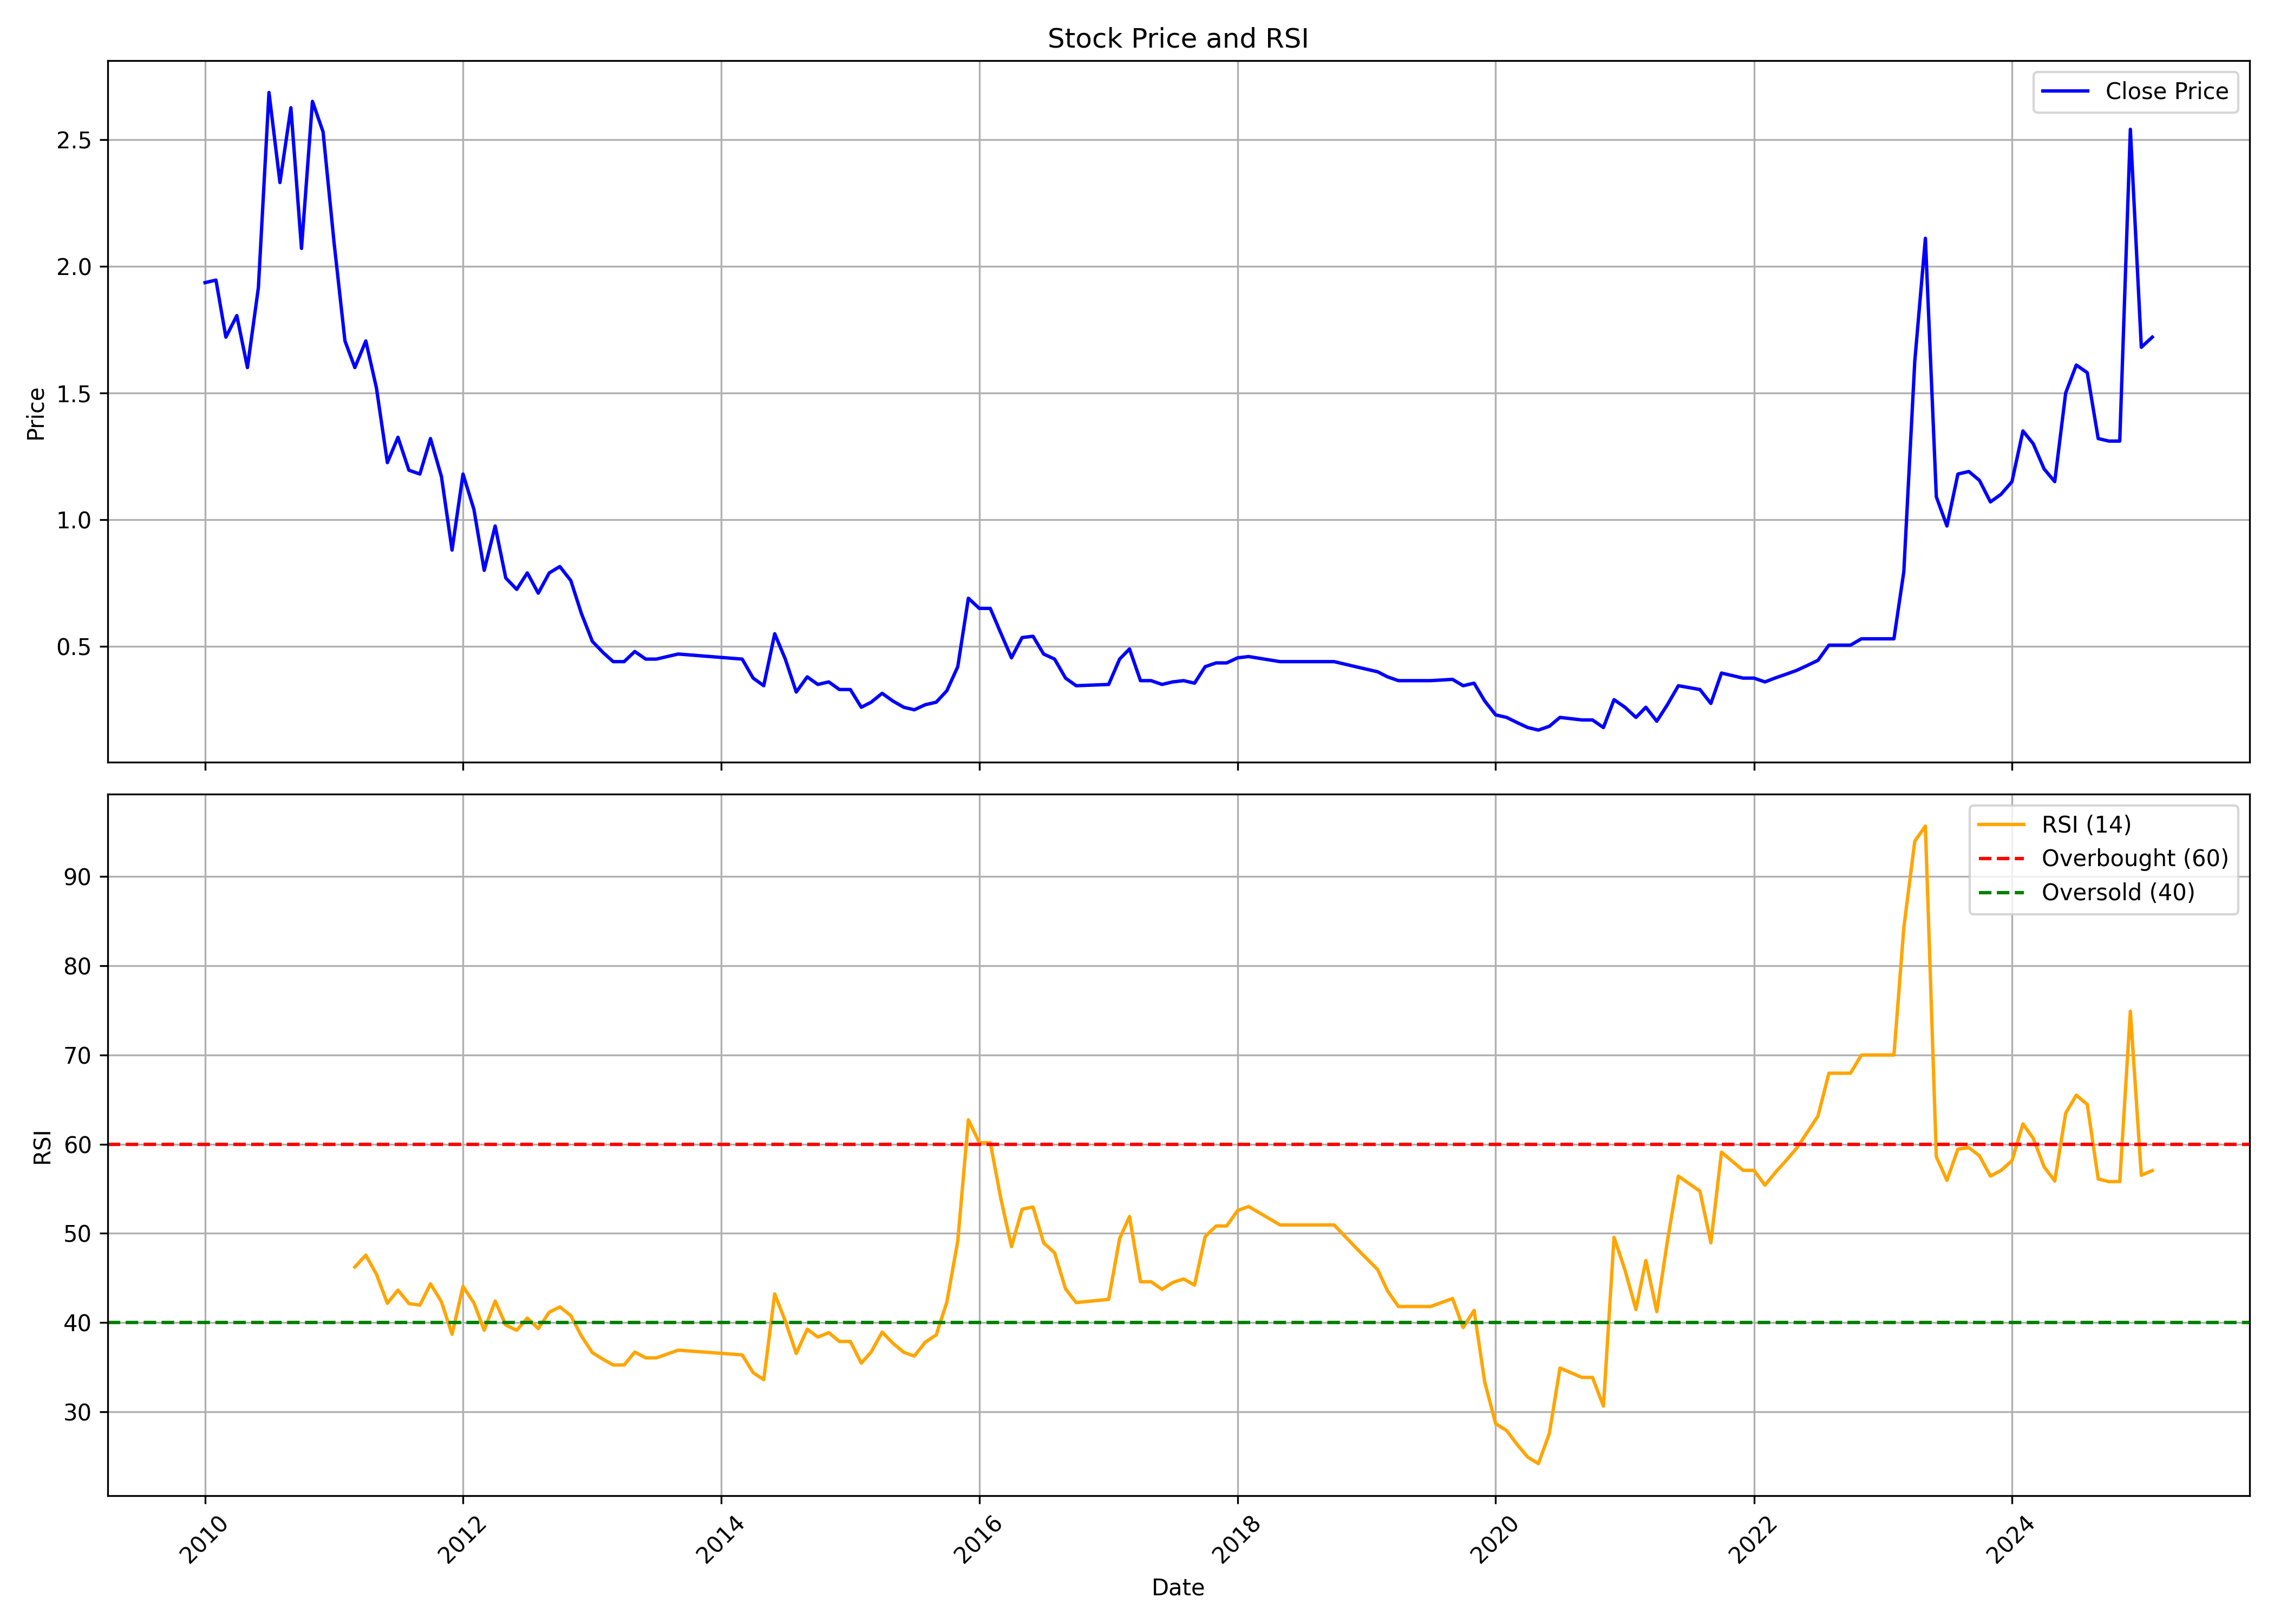 Stock Price and RSI
Close Price
Price
2.5
2.0
1.5
1.0
0.5
RSI (14)
Overbought (60)
Oversold (40)
RSI
90
80
70
60
50
40
30
2010
2012
2014
2016
2018
2020
2022
2024
Date